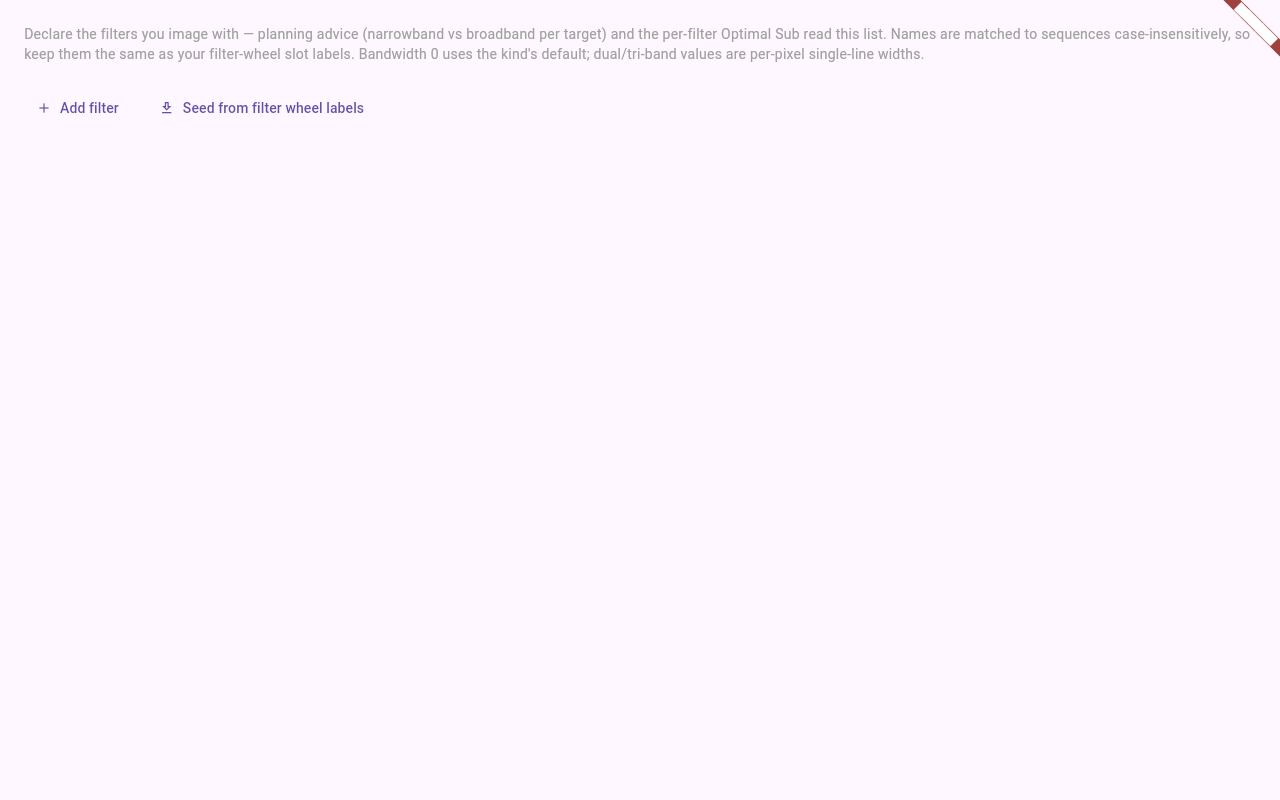 Declare the filters you image with — planning advice (narrowband vs broadband per target) and the per-filter Optimal Sub read this list. Names are matched to sequences case-insensitively, so
keep them the same as your filter-wheel slot labels. Bandwidth 0 uses the kind's default; dual/tri-band values are per-pixel single-line widths.
Add filter
Seed from filter wheel labels